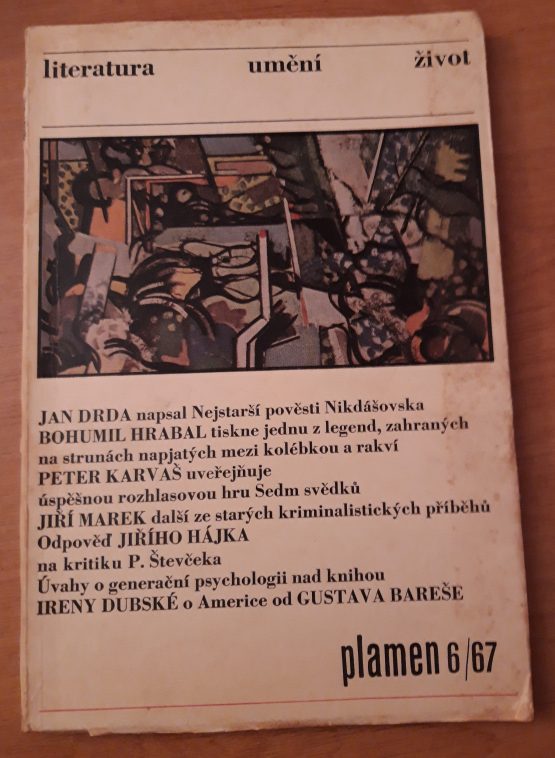 literatura umění život
JAN DRDA napsal Nejstarší pověsti Nikdášovska
BOHUMIL HRABAL tiskne jednu z legend, zahraných
na strunách napjatých mezi kolébkou a rakví
PETER KARVAŠ uveřejňuje
úspěšnou rozhlasovou hru Sedm svědků
JIŘÍ MAREK další ze starých kriminalistických příběhů
Odpověď JIŘÍHO HÁJKA
na kritiku P. Števčeka
Úvahy o generační psychologii nad knihou
IRENY DUBSKÉ o Americe od GUSTAVA BAREŠE
plamen 6/67